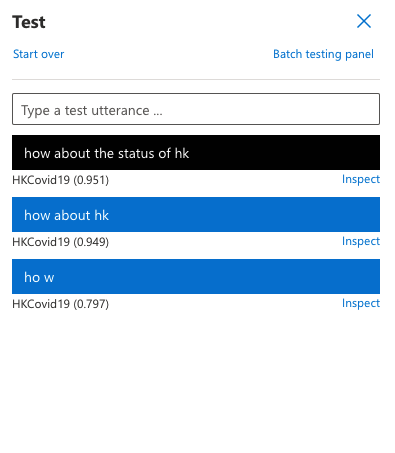 Test
Start over Batch testing panel
Type a test utterance ...
how about the status of hk
HKCovid19 (0.951) Inspect
how about hk
HKCovid19 (0.949) Inspect
ho w
HKCovid19 (0.797) Inspect